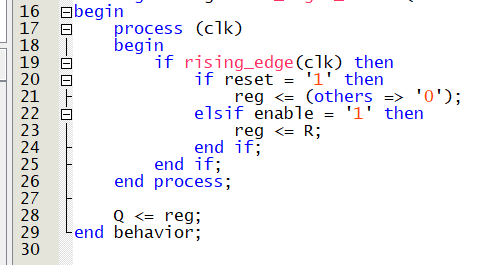 16 begin
17     process (clk)
18     begin
19         if rising_edge(clk) then
20             if reset = '1' then
21                 reg <= (others => '0');
22             elsif enable = '1' then
23                 reg <= R;
24             end if;
25         end if;
26     end process;
27
28     Q <= reg;
29 end behavior;
30